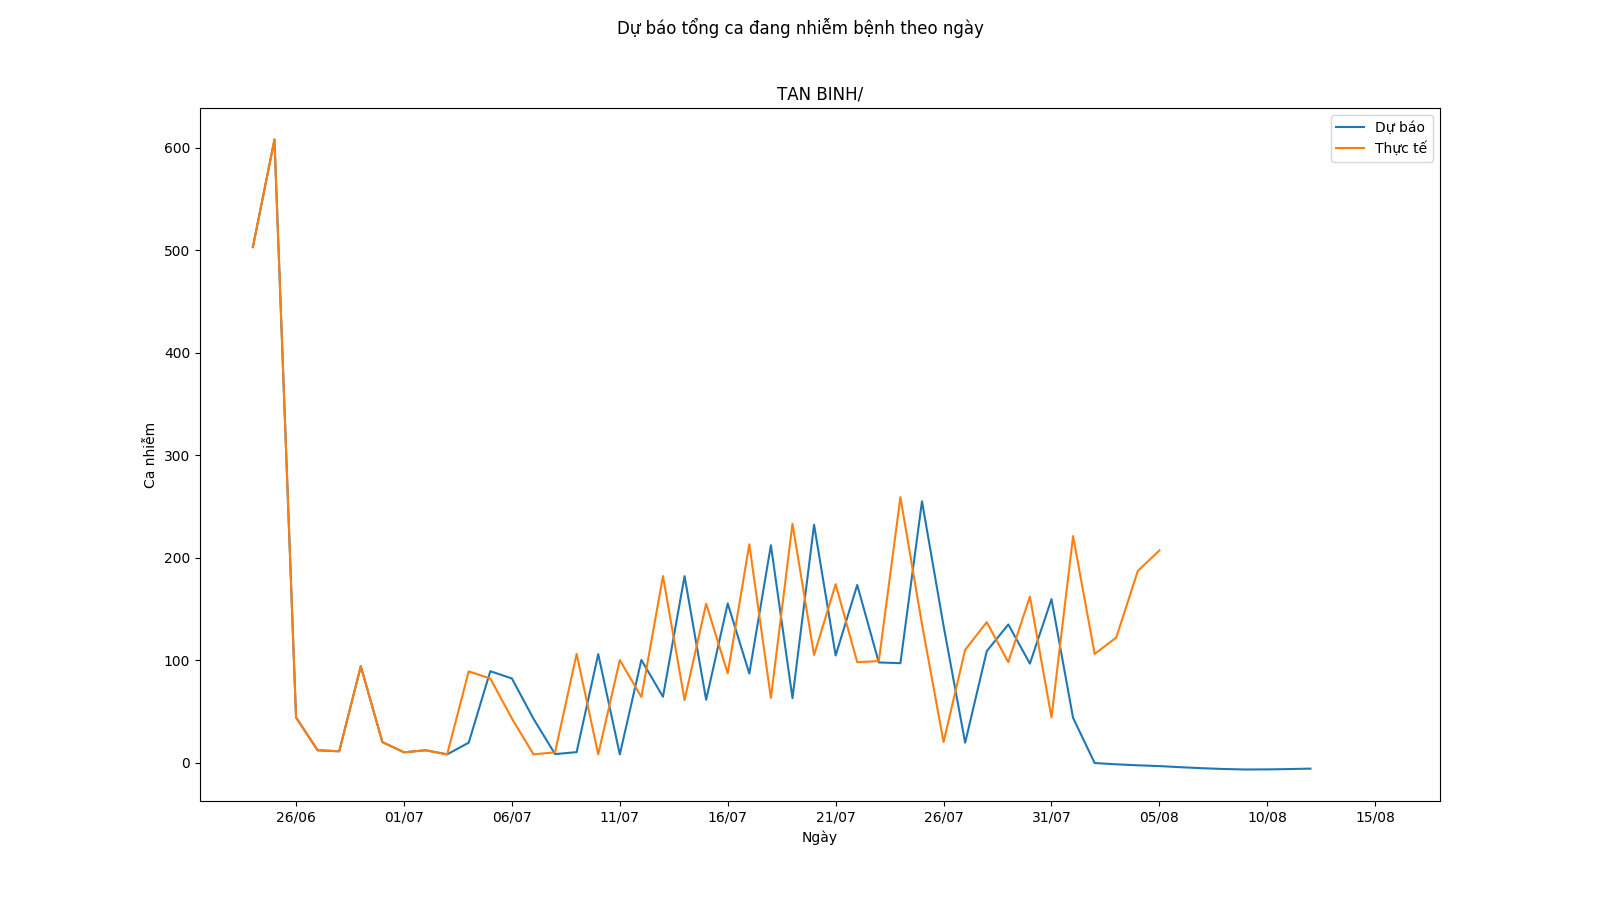 Dự báo tổng ca đang nhiễm bệnh theo ngày
TAN BINH/
Dự báo
Thực tế
600
500
400
300
200
100
0
Ca nhiễm
26/06 01/07 06/07 11/07 16/07 21/07 26/07 31/07 05/08 10/08 15/08
Ngày